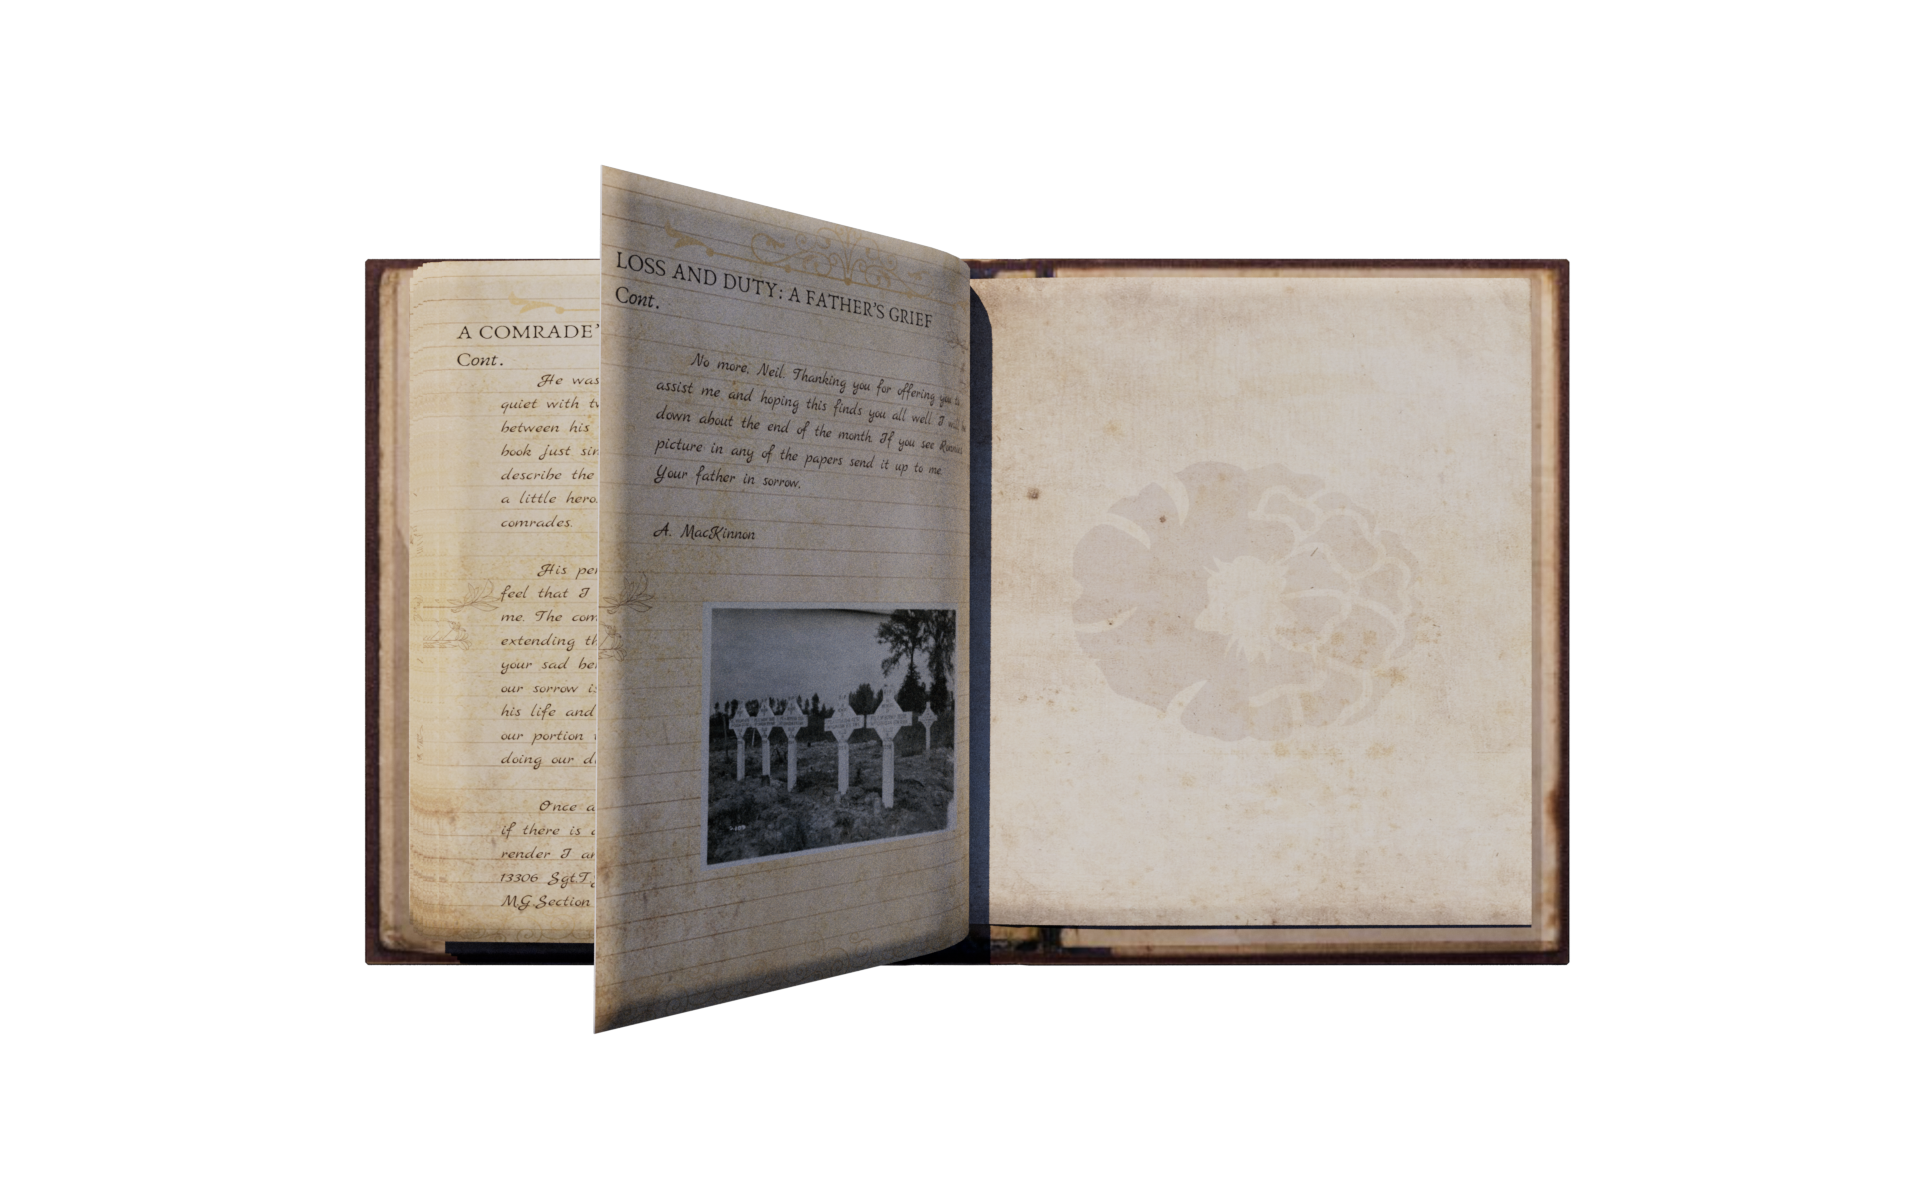 A COMRADE'
Cont.
He was
quiet with
between his
book Just
describe the
a little hero.
comrades.
His
feel that I
me. The
extending
your sad
our sorrow
his life and
our portion
doing our
Once
if there is
render I
13306 Sgt.T.
M.G.Section
LOSS AND DUTY: A FATHER'S GRIEF
Cont.
No more, Neil. Thanking you for offering you to
assist me and hoping this finds you all well. I will
down about the end of the month. If you see
picture in any of the papers send it up to me.
Your father in sorrow,
A. MacKinnon